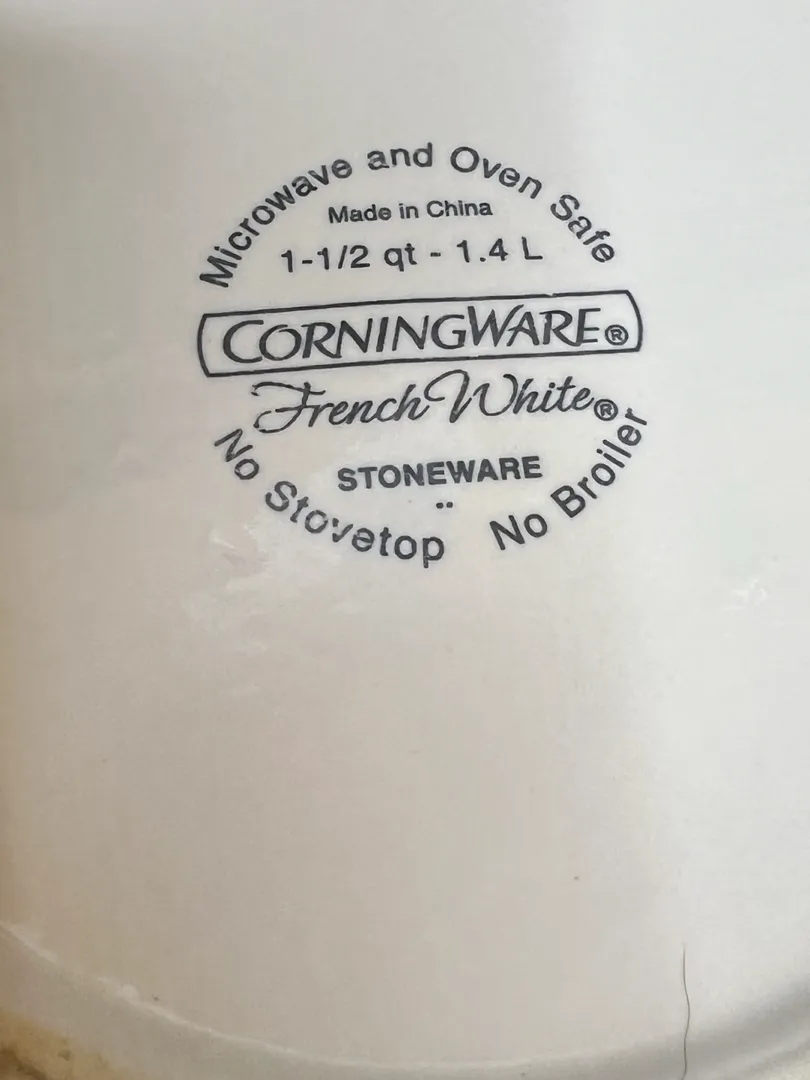 Microwave and Oven Safe
Made in China
1-1/2 qt - 1.4 L
CORNINGWARE®
French White®
STONEWARE
No Stovetop No Broiler